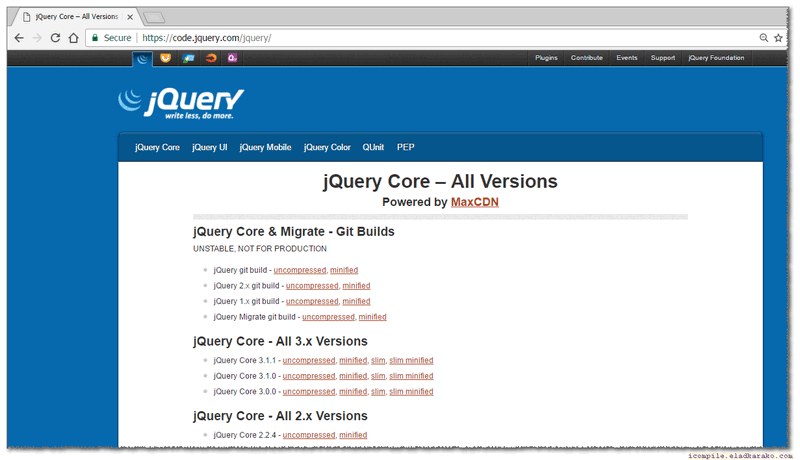 jQuery Core – All Versions
Secure | https://code.jquery.com/jquery/
Plugins Contribute Events Support jQuery Foundation
jQuery
write less, do more.
jQuery Core jQuery UI jQuery Mobile jQuery Color QUnit PEP
jQuery Core – All Versions
Powered by MaxCDN
jQuery Core & Migrate - Git Builds
UNSTABLE, NOT FOR PRODUCTION
jQuery git build - uncompressed, minified
jQuery 2.x git build - uncompressed, minified
jQuery 1.x git build - uncompressed, minified
jQuery Migrate git build - uncompressed, minified
jQuery Core - All 3.x Versions
jQuery Core 3.1.1 - uncompressed, minified, slim, slim minified
jQuery Core 3.1.0 - uncompressed, minified, slim, slim minified
jQuery Core 3.0.0 - uncompressed, minified, slim, slim minified
jQuery Core - All 2.x Versions
jQuery Core 2.2.4 - uncompressed, minified
icompile.eladkarako.com